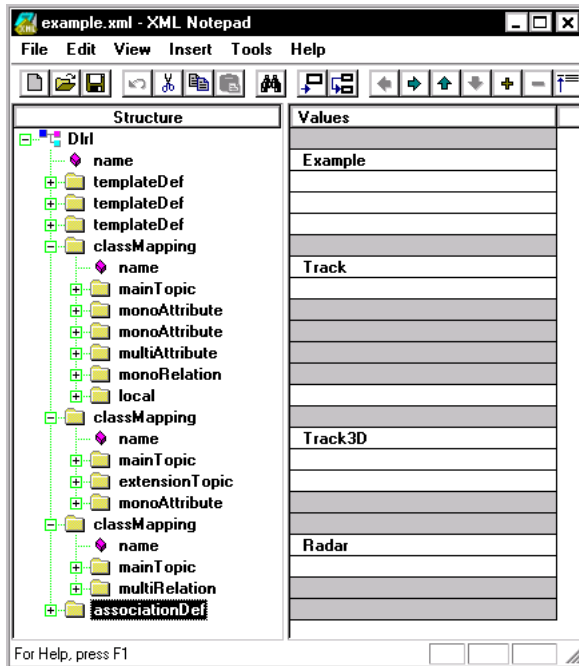 example.xml - XML Notepad
File Edit View Insert Tools Help
Structure Values
Dlrl
name Example
templateDef
templateDef
templateDef
classMapping
name Track
mainTopic
monoAttribute
monoAttribute
multiAttribute
monoRelation
local
classMapping
name Track3D
mainTopic
extensionTopic
monoAttribute
classMapping
name Radar
mainTopic
multiRelation
associationDef
For Help, press F1